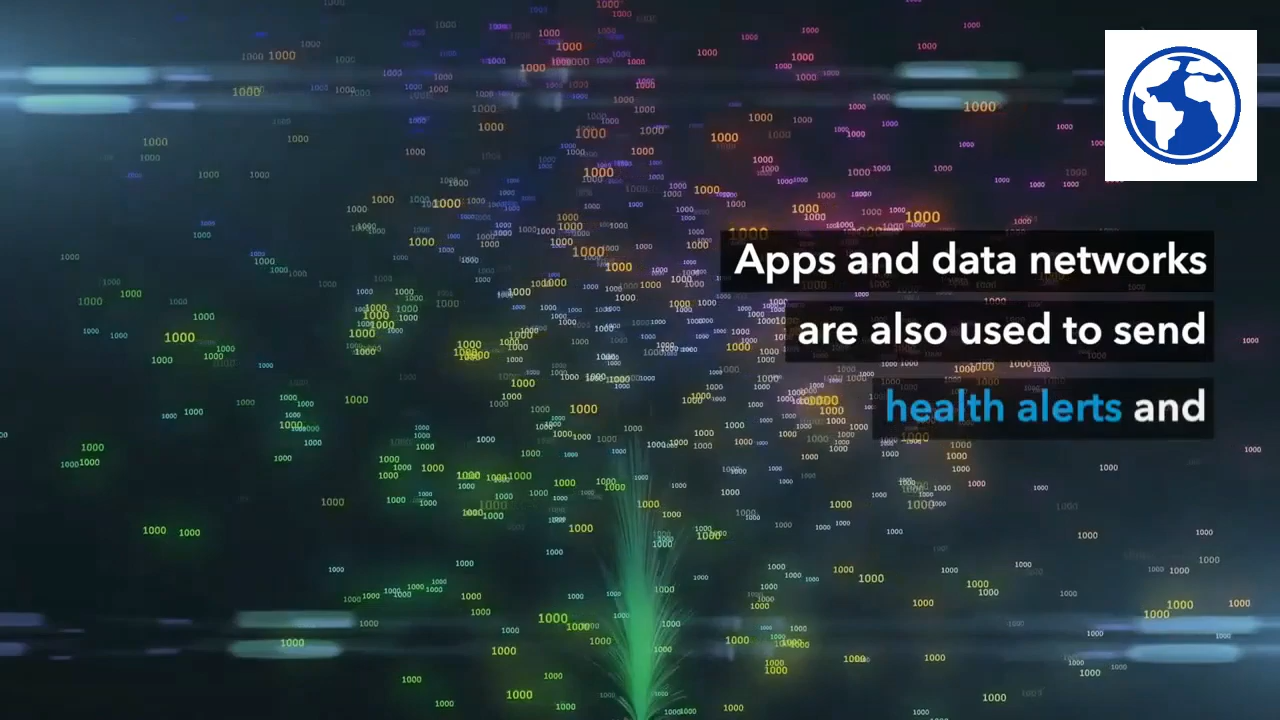 Apps and data networks
are also used to send
health alerts and